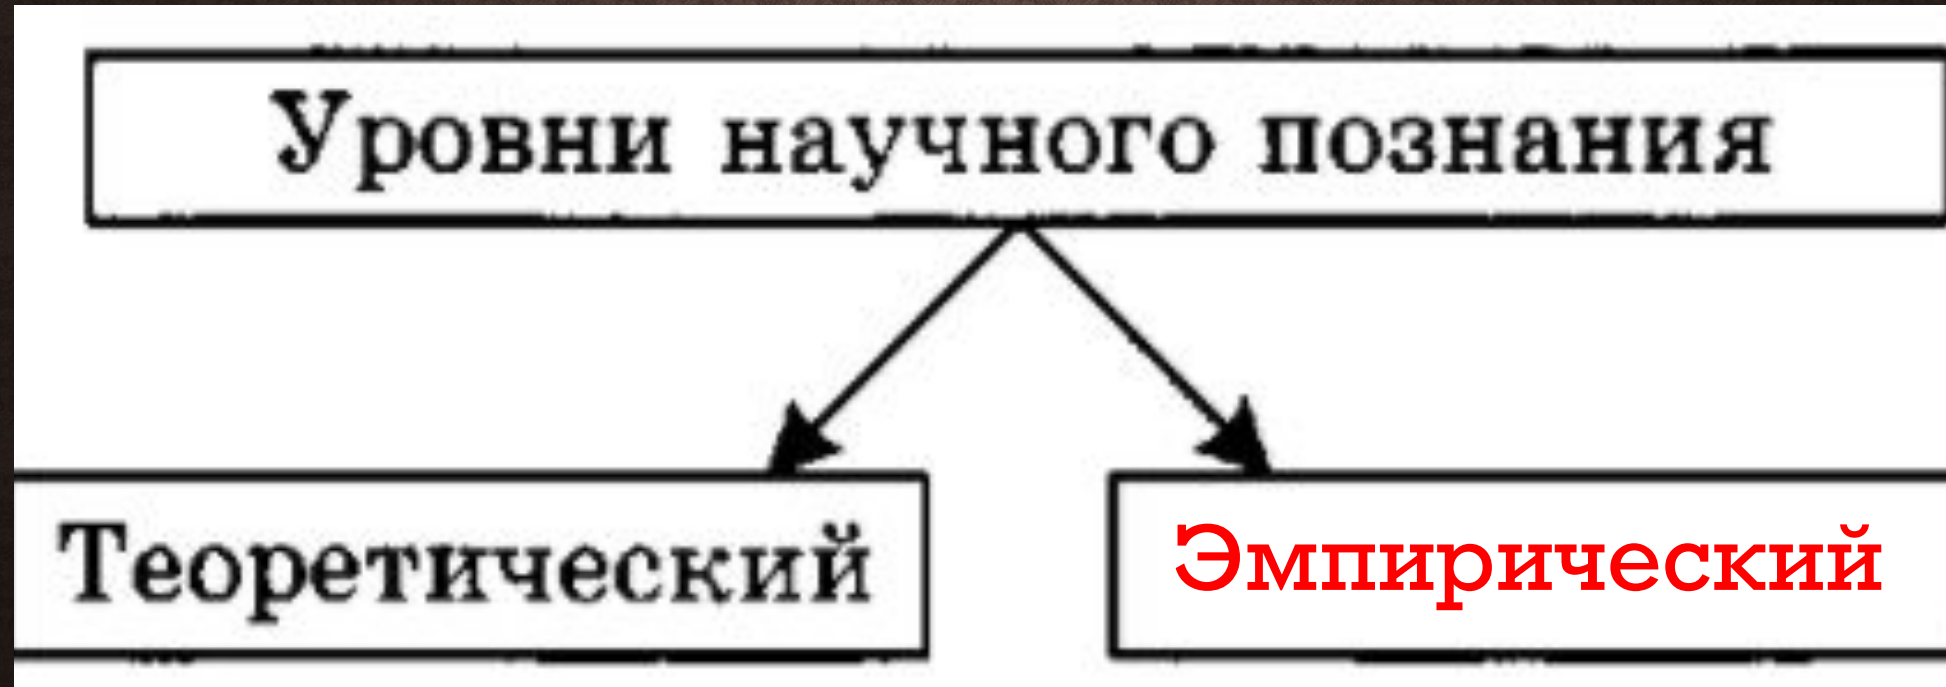 Уровни научного познания
Теоретический
Эмпирический